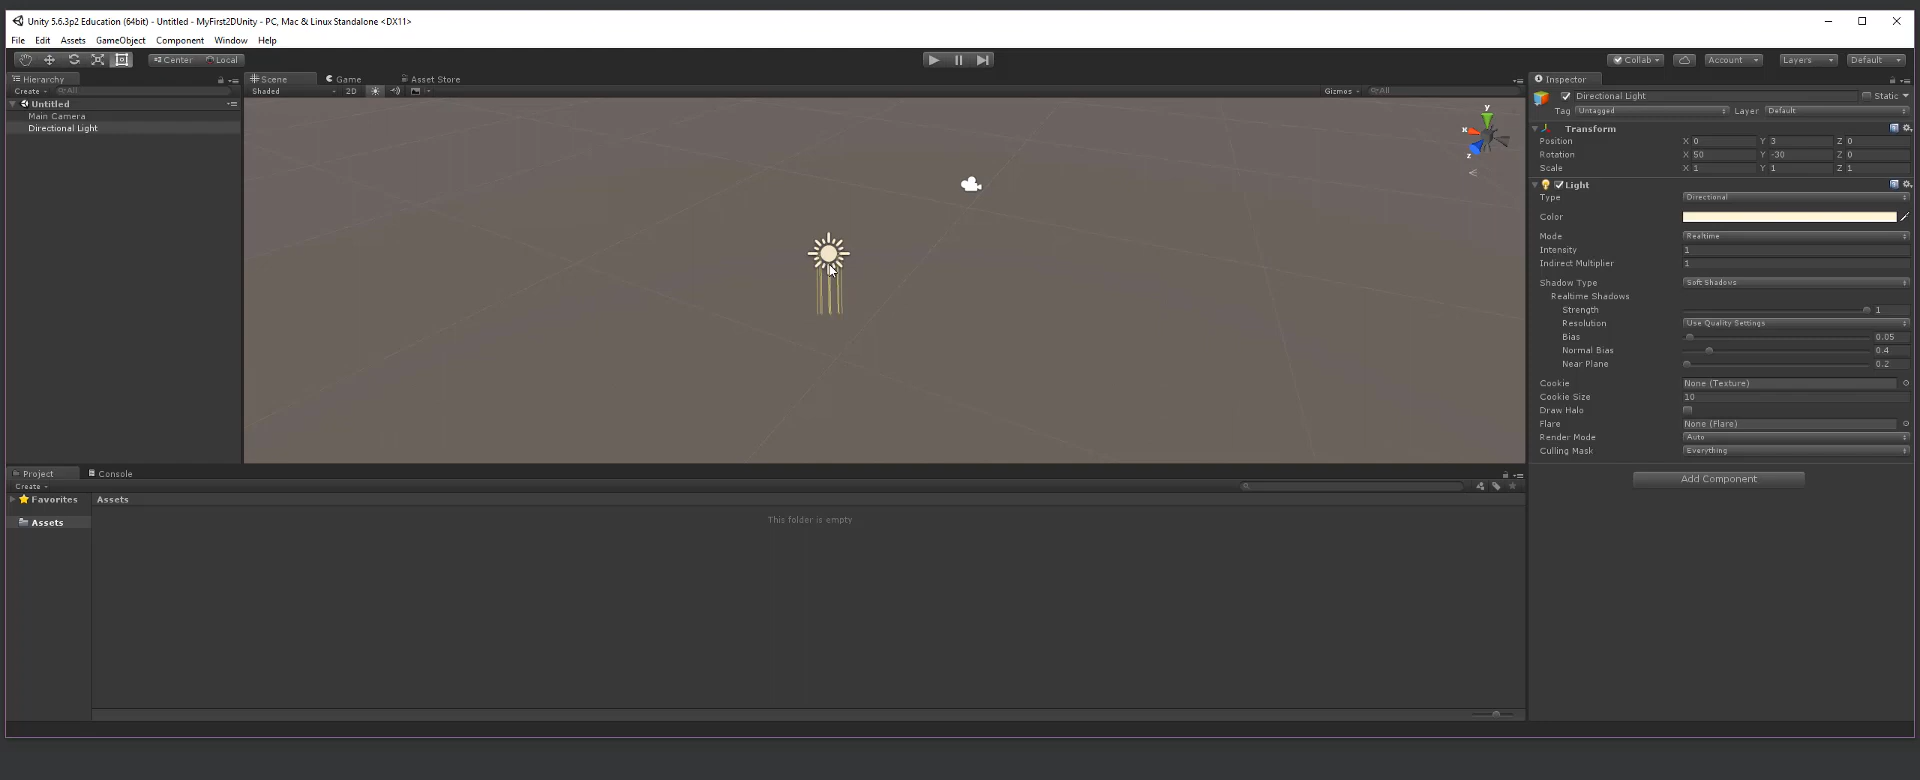 Unity 5.6.3p2 Education (64bit) - Untitled - MyFirst2DUnity - PC, Mac & Linux Standalone <DX11>
File Edit Assets GameObject Component Window Help
Center Local Collab Account Layers Default
Hierarchy Scene Game Asset Store Inspector
Create All Shaded 2D Gizmos All
Directional Light Static
Untitled
Tag Untagged Layer Default
Main Camera
Directional Light
Transform
Position X 0 Y 3 Z 0
Rotation X 50 Y -30 Z 0
Scale X 1 Y 1 Z 1
y
x
z
Light
Type Directional
Color
Mode Realtime
Intensity 1
Indirect Multiplier 1
Shadow Type Soft Shadows
Realtime Shadows
Strength 1
Resolution Use Quality Settings
Bias 0.05
Normal Bias 0.4
Near Plane 0.2
Cookie None (Texture)
Cookie Size 10
Draw Halo
Flare None (Flare)
Render Mode Auto
Culling Mask Everything
Add Component
Project Console
Create
Favorites Assets
Assets
This folder is empty